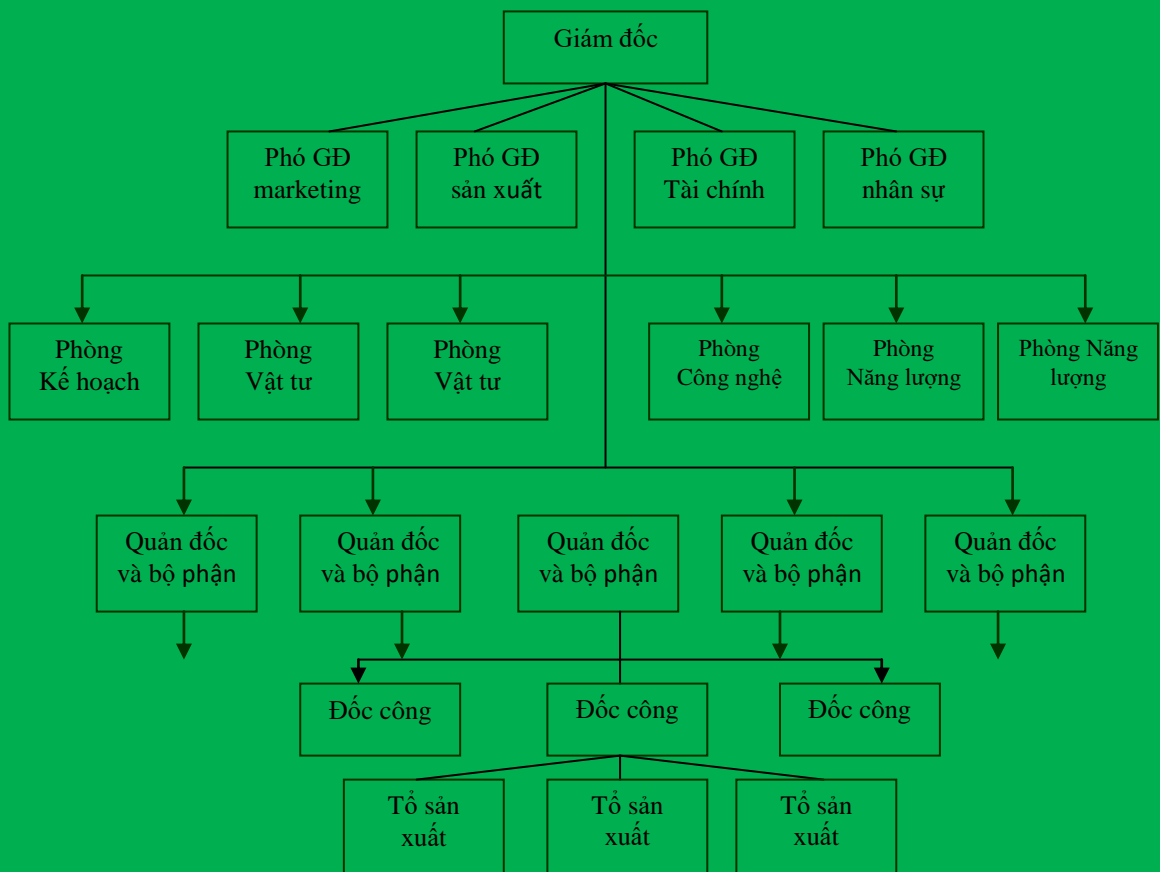 Giám đốc
Phó GĐ
marketing
Phó GĐ
sản xuất
Phó GĐ
Tài chính
Phó GĐ
nhân sự
Phòng
Kế hoạch
Phòng
Vật tư
Phòng
Vật tư
Phòng
Công nghệ
Phòng
Năng lượng
Phòng Năng
lượng
Quản đốc
và bộ phận
Quản đốc
và bộ phận
Quản đốc
và bộ phận
Quản đốc
và bộ phận
Quản đốc
và bộ phận
Đốc công
Đốc công
Đốc công
Tổ sản
xuất
Tổ sản
xuất
Tổ sản
xuất